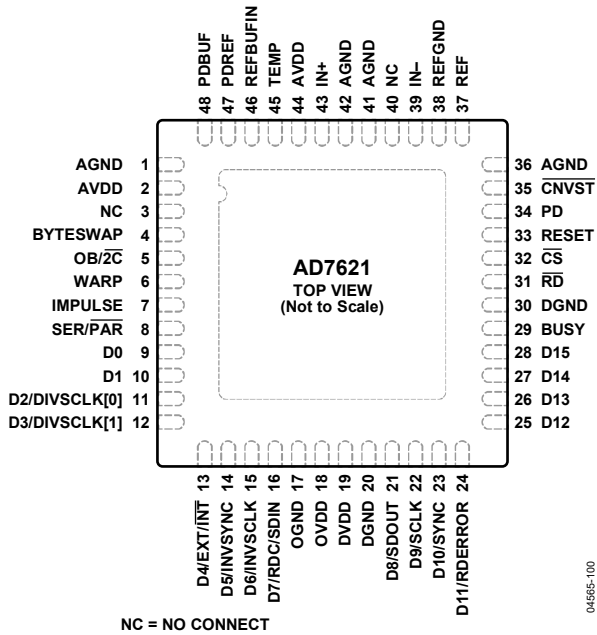 48 PDBUF
47 PDREF
46 REFBUFIN
45 TEMP
44 AVDD
43 IN+
42 AGND
41 AGND
40 NC
39 IN–
38 REFGND
37 REF
AGND 1
AVDD 2
NC 3
BYTESWAP 4
OB/2C 5
WARP 6
IMPULSE 7
SER/PAR 8
D0 9
D1 10
D2/DIVSCLK[0] 11
D3/DIVSCLK[1] 12
AD7621
TOP VIEW
(Not to Scale)
36 AGND
35 CNVST
34 PD
33 RESET
32 CS
31 RD
30 DGND
29 BUSY
28 D15
27 D14
26 D13
25 D12
D4/EXT/INT 13
D5/INVSYNC 14
D6/INVSCLK 15
D7/RDC/SDIN 16
OGND 17
OVDD 18
DVDD 19
DGND 20
D8/SDOUT 21
D9/SCLK 22
D10/SYNC 23
D11/RDERROR 24
NC = NO CONNECT
04565-100